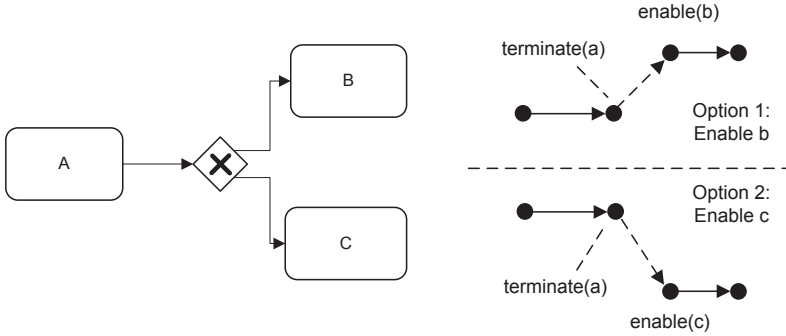 A
B
C
enable(b)
terminate(a)
Option 1:
Enable b
Option 2:
Enable c
terminate(a)
enable(c)